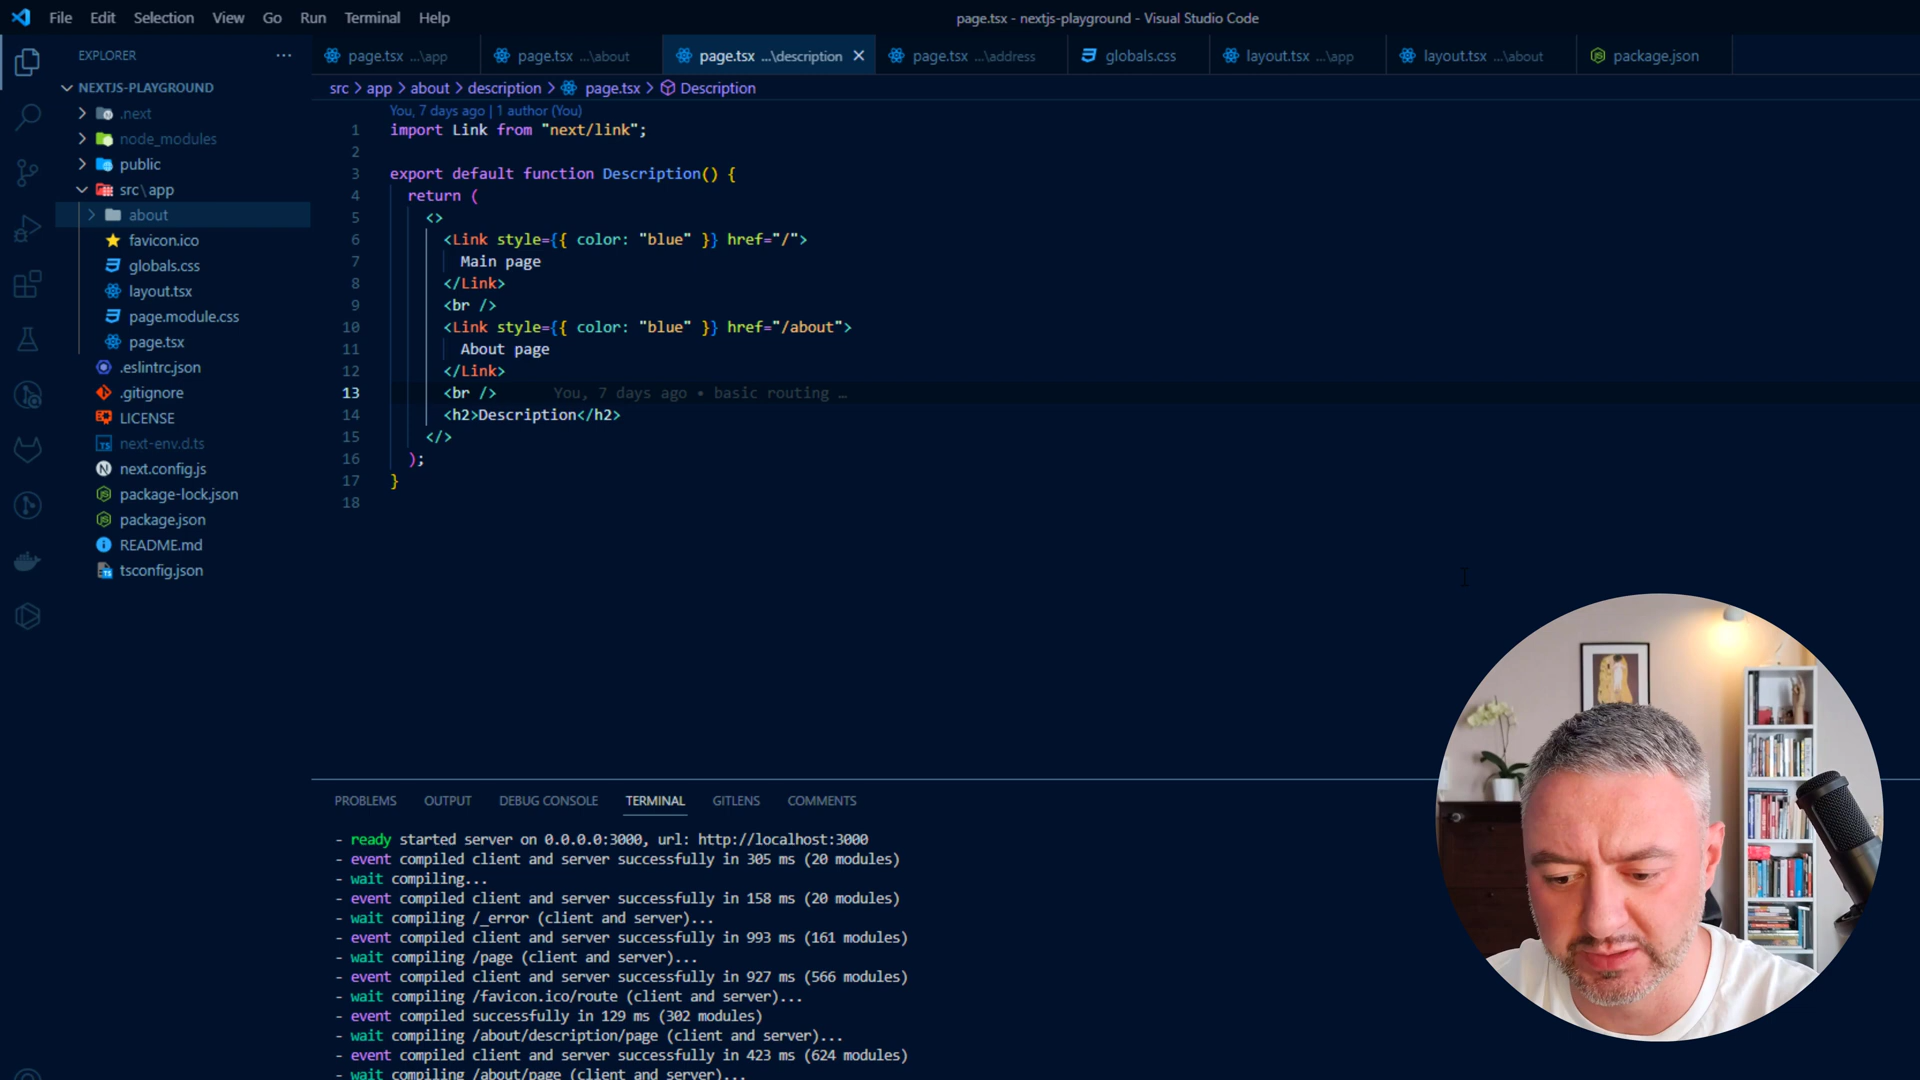 File Edit Selection View Go Run Terminal Help
page.tsx - nextjs-playground - Visual Studio Code
EXPLORER ...
page.tsx ...\app
page.tsx ...\about
page.tsx ...\description
page.tsx ...\address
globals.css
layout.tsx ...\app
layout.tsx ...\about
package.json
NEXTJS-PLAYGROUND
.next
node_modules
public
src\app
about
favicon.ico
globals.css
layout.tsx
page.module.css
page.tsx
.eslintrc.json
.gitignore
LICENSE
next-env.d.ts
next.config.js
package-lock.json
package.json
README.md
tsconfig.json
src > app > about > description > page.tsx > Description
You, 7 days ago | 1 author (You)
1 import Link from "next/link";
2
3 export default function Description() {
4 return (
5 <>
6 <Link style={{ color: "blue" }} href="/">
7 Main page
8 </Link>
9 <br />
10 <Link style={{ color: "blue" }} href="/about">
11 About page
12 </Link>
13 <br /> You, 7 days ago • basic routing …
14 <h2>Description</h2>
15 </>
16 );
17 }
18
PROBLEMS OUTPUT DEBUG CONSOLE TERMINAL GITLENS COMMENTS
- ready started server on 0.0.0.0:3000, url: http://localhost:3000
- event compiled client and server successfully in 305 ms (20 modules)
- wait compiling...
- event compiled client and server successfully in 158 ms (20 modules)
- wait compiling /_error (client and server)...
- event compiled client and server successfully in 993 ms (161 modules)
- wait compiling /page (client and server)...
- event compiled client and server successfully in 927 ms (566 modules)
- wait compiling /favicon.ico/route (client and server)...
- event compiled successfully in 129 ms (302 modules)
- wait compiling /about/description/page (client and server)...
- event compiled client and server successfully in 423 ms (624 modules)
- wait compiling /about/page (client and server)...